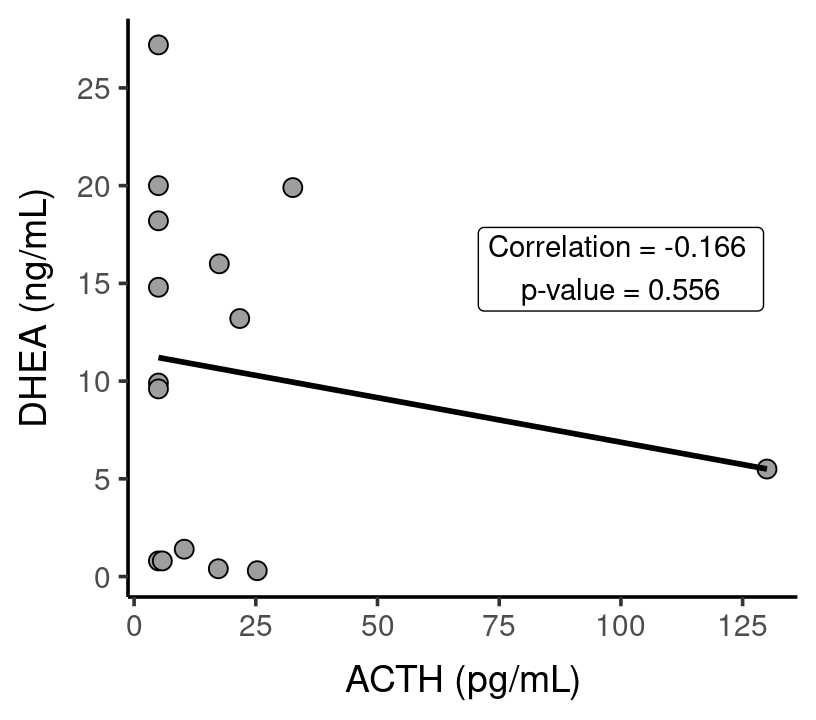 DHEA (ng/mL)
25
20
15
10
5
0
Correlation = -0.166
p-value = 0.556
0 25 50 75 100 125
ACTH (pg/mL)